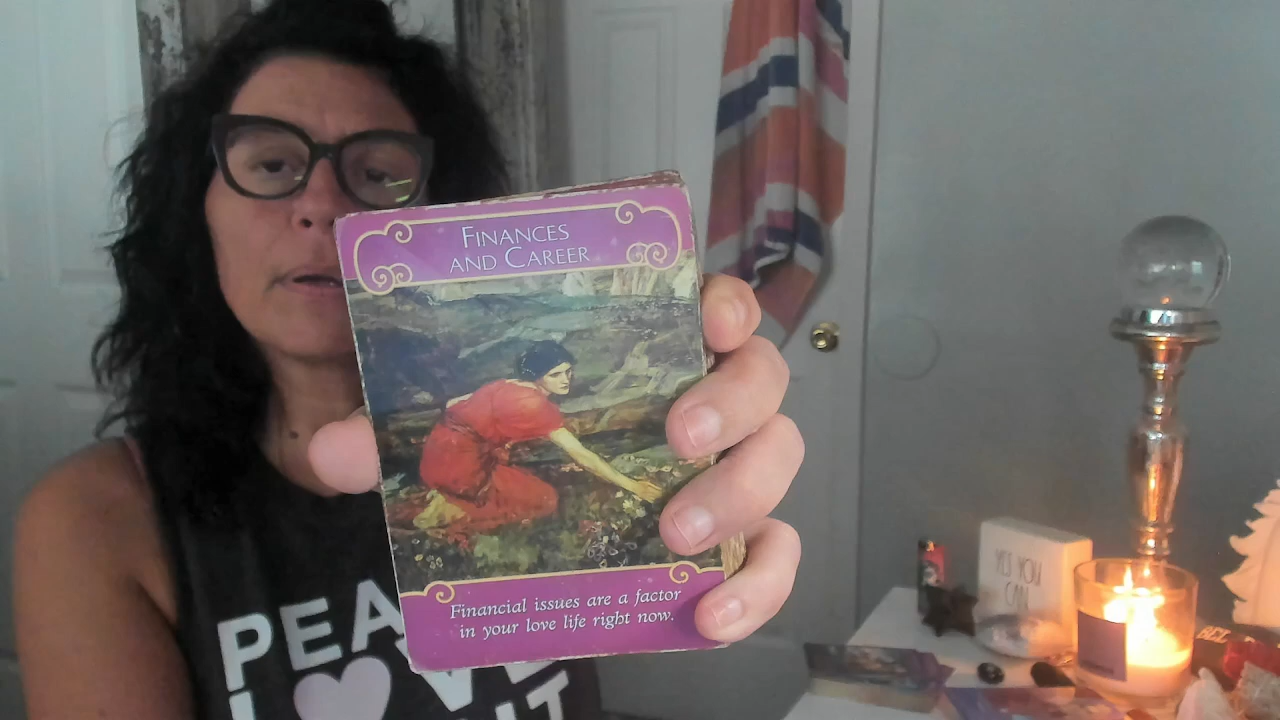 FINANCES
AND CAREER
Financial issues are a factor
in your love life right now.
YES YOU
CAN
PEA